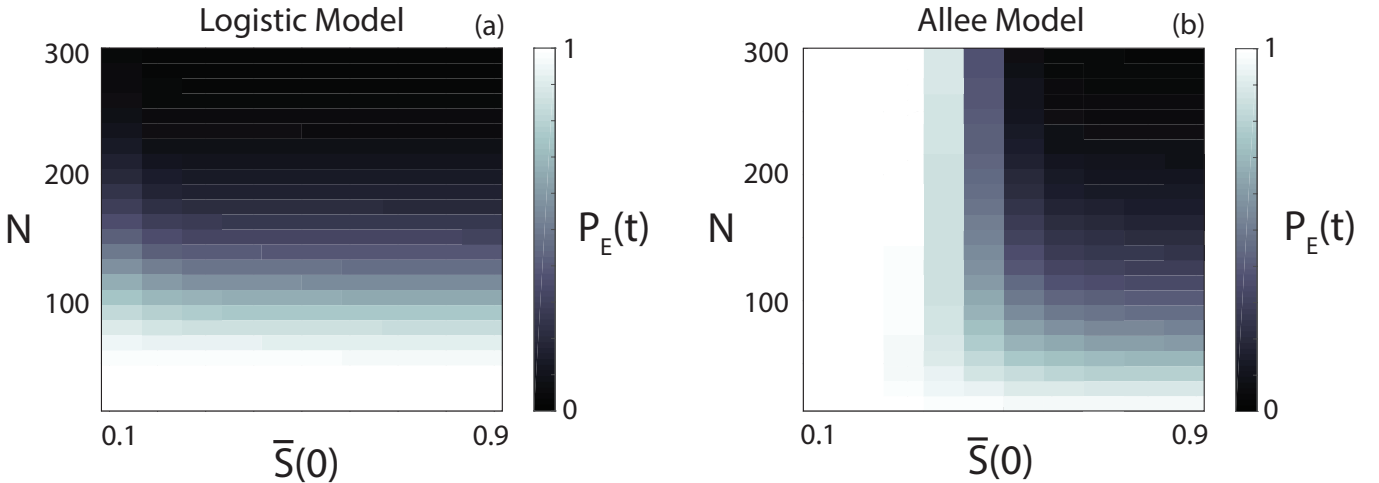 Logistic Model (a)
300
200
100
N
0.1
0.9
S̅(0)
1
0
P_E(t)
Allee Model (b)
300
200
100
N
0.1
0.9
S̅(0)
1
0
P_E(t)